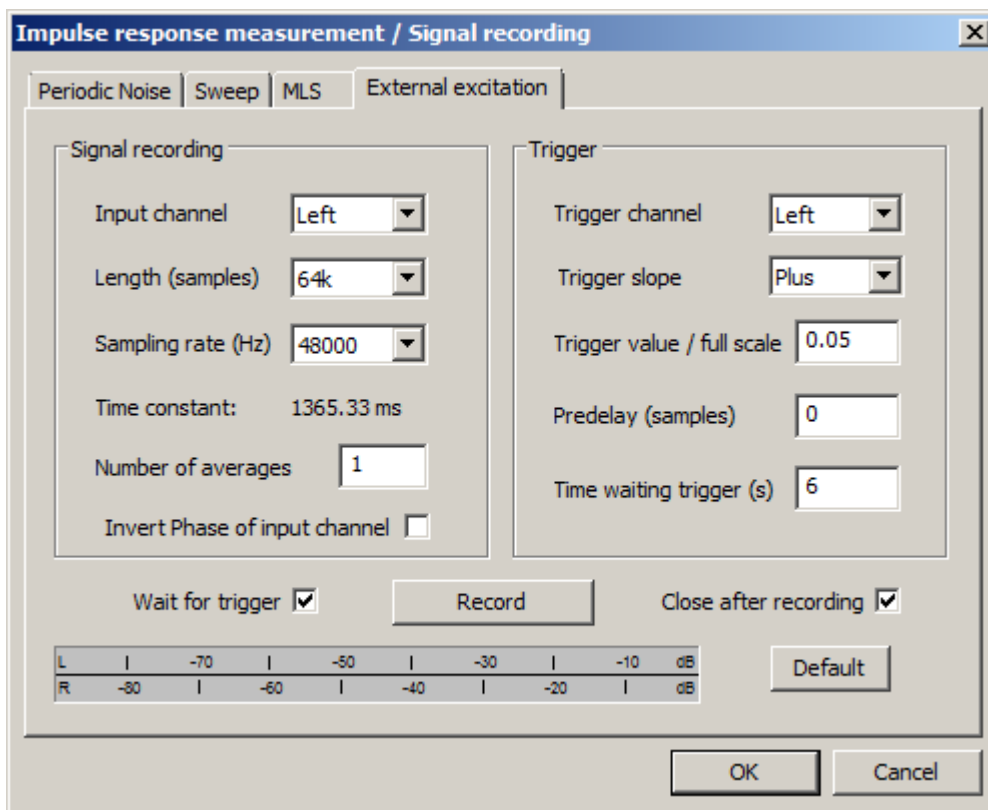 Impulse response measurement / Signal recording
Periodic Noise
Sweep
MLS
External excitation
Signal recording
Input channel
Left
Length (samples)
64k
Sampling rate (Hz)
48000
Time constant:
1365.33 ms
Number of averages
1
Invert Phase of input channel
Trigger
Trigger channel
Left
Trigger slope
Plus
Trigger value / full scale
0.05
Predelay (samples)
0
Time waiting trigger (s)
6
Wait for trigger
Record
Close after recording
L -70 -50 -30 -10 dB
R -80 -60 -40 -20 dB
Default
OK
Cancel